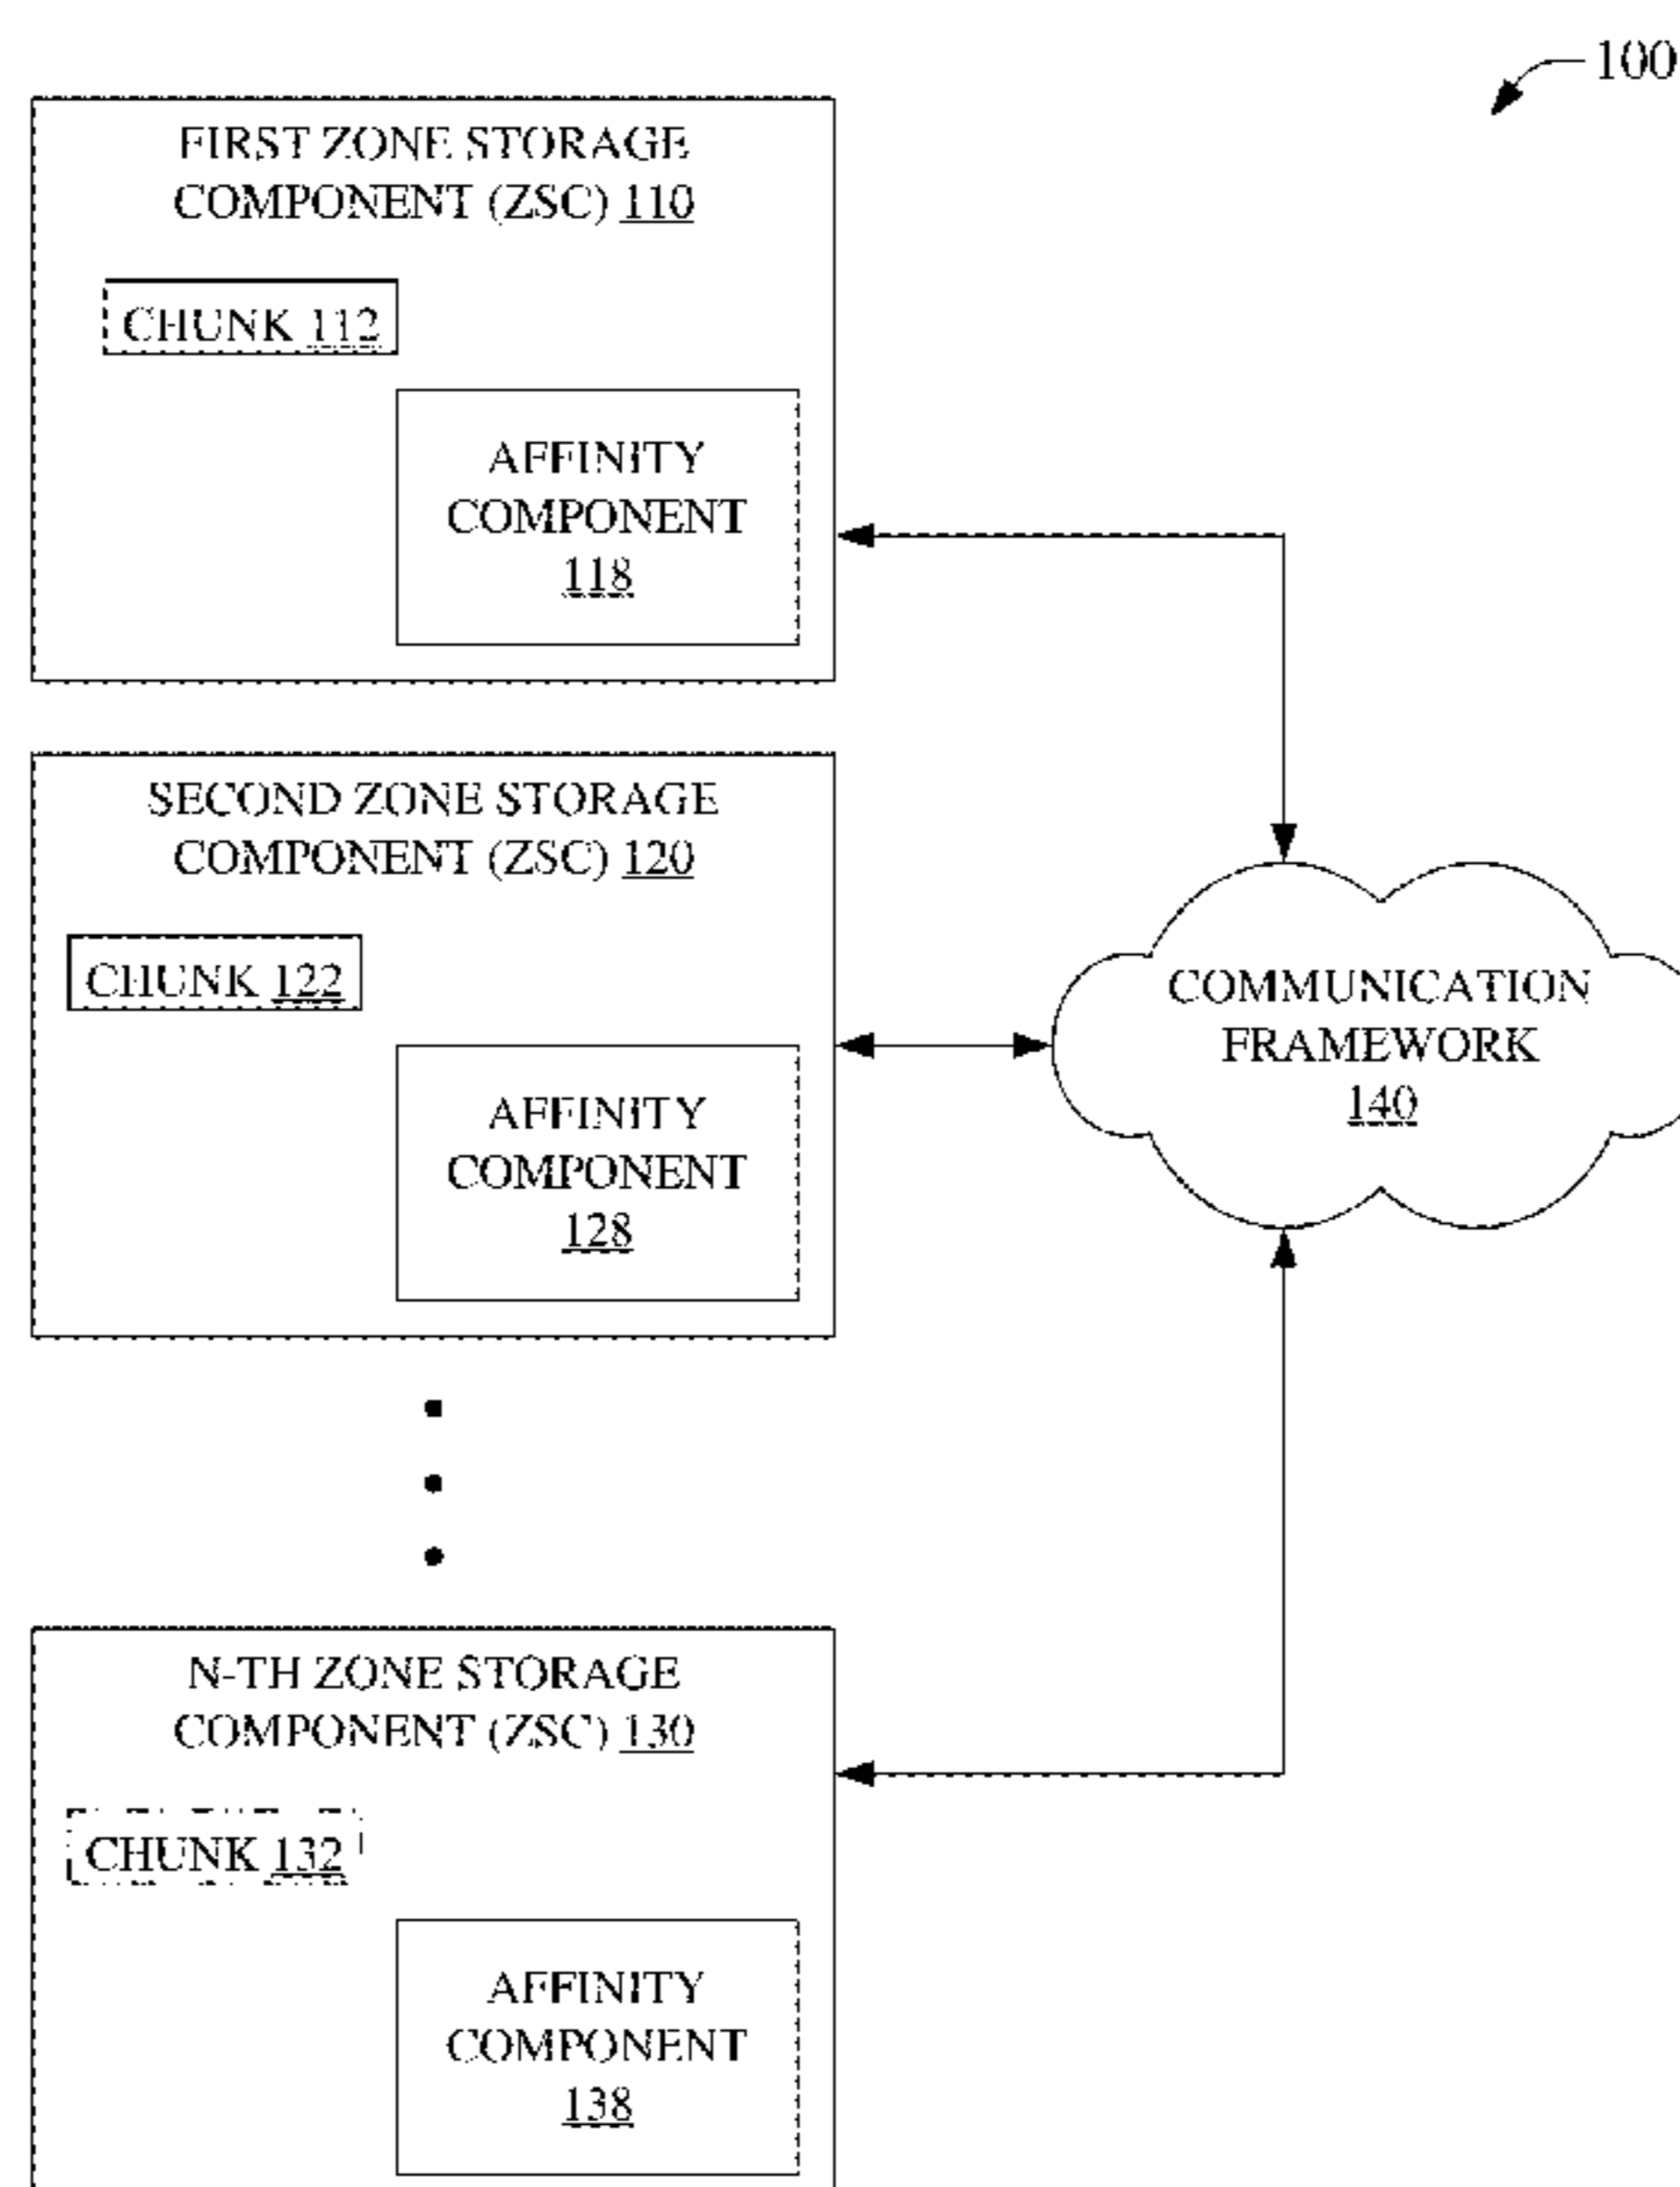 100
FIRST ZONE STORAGE
COMPONENT (ZSC) 110
CHUNK 112
AFFINITY
COMPONENT
118
SECOND ZONE STORAGE
COMPONENT (ZSC) 120
CHUNK 122
AFFINITY
COMPONENT
128
COMMUNICATION
FRAMEWORK
140
N-TH ZONE STORAGE
COMPONENT (ZSC) 130
CHUNK 132
AFFINITY
COMPONENT
138